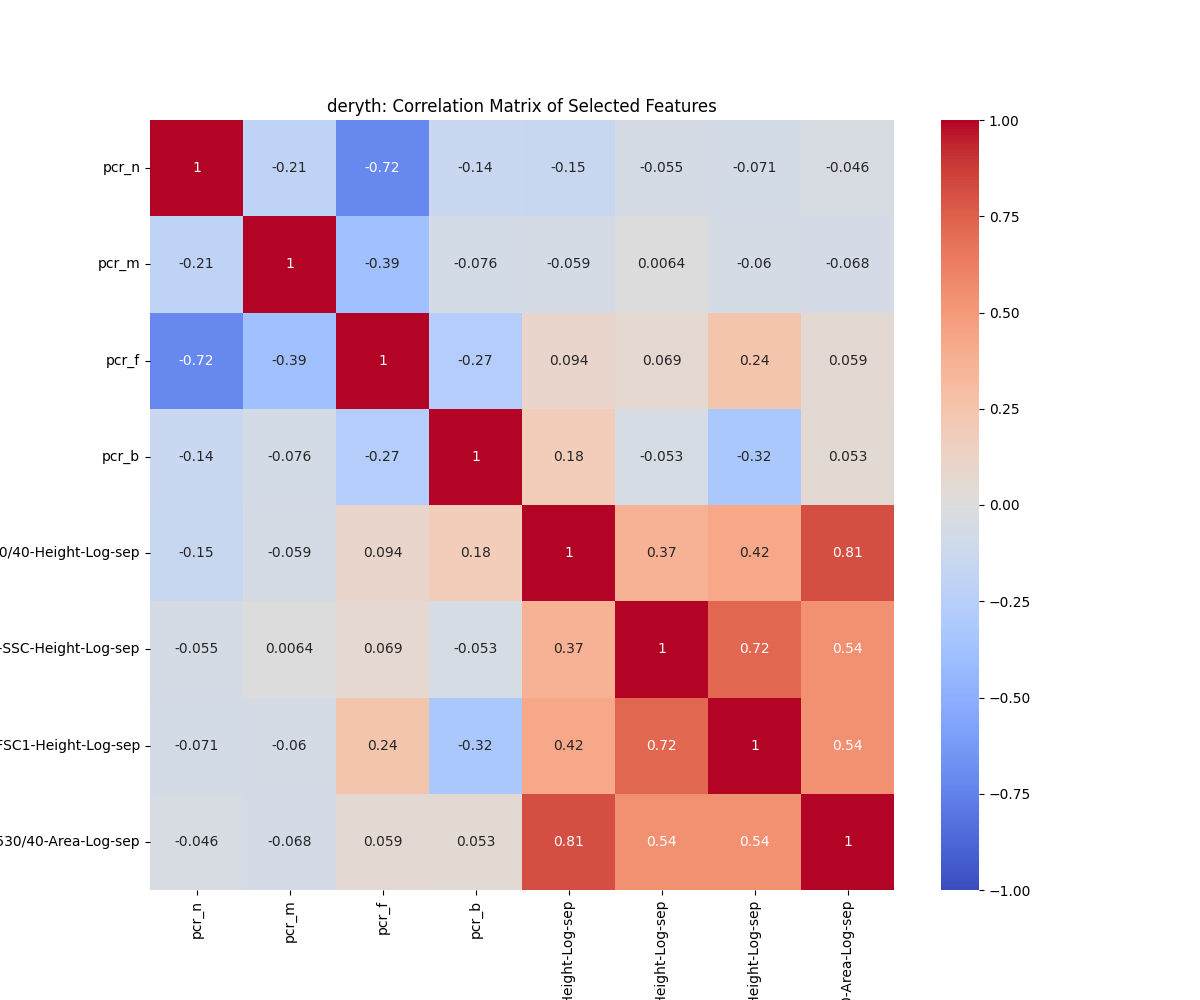 deryth: Correlation Matrix of Selected Features
pcr_n 1 -0.21 -0.72 -0.14 -0.15 -0.055 -0.071 -0.046
pcr_m -0.21 1 -0.39 -0.076 -0.059 0.0064 -0.06 -0.068
pcr_f -0.72 -0.39 1 -0.27 0.094 0.069 0.24 0.059
pcr_b -0.14 -0.076 -0.27 1 0.18 -0.053 -0.32 0.053
0/40-Height-Log-sep -0.15 -0.059 0.094 0.18 1 0.37 0.42 0.81
-SSC-Height-Log-sep -0.055 0.0064 0.069 -0.053 0.37 1 0.72 0.54
FSC1-Height-Log-sep -0.071 -0.06 0.24 -0.32 0.42 0.72 1 0.54
530/40-Area-Log-sep -0.046 -0.068 0.059 0.053 0.81 0.54 0.54 1
pcr_n
pcr_m
pcr_f
pcr_b
Height-Log-sep
Height-Log-sep
Height-Log-sep
-Area-Log-sep
1.00
0.75
0.50
0.25
0.00
−0.25
−0.50
−0.75
−1.00